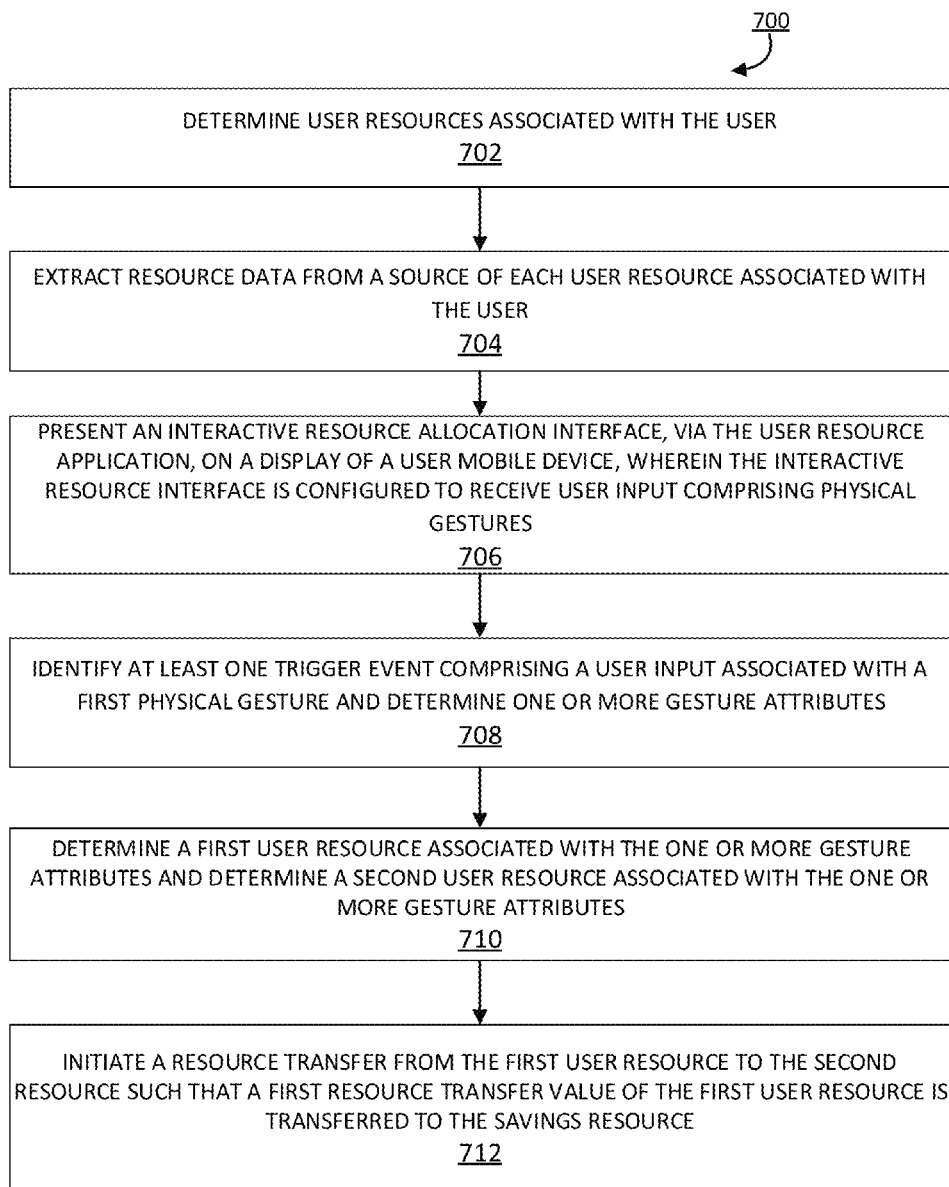 700
DETERMINE USER RESOURCES ASSOCIATED WITH THE USER
702
EXTRACT RESOURCE DATA FROM A SOURCE OF EACH USER RESOURCE ASSOCIATED WITH
THE USER
704
PRESENT AN INTERACTIVE RESOURCE ALLOCATION INTERFACE, VIA THE USER RESOURCE
APPLICATION, ON A DISPLAY OF A USER MOBILE DEVICE, WHEREIN THE INTERACTIVE
RESOURCE INTERFACE IS CONFIGURED TO RECEIVE USER INPUT COMPRISING PHYSICAL
GESTURES
706
IDENTIFY AT LEAST ONE TRIGGER EVENT COMPRISING A USER INPUT ASSOCIATED WITH A
FIRST PHYSICAL GESTURE AND DETERMINE ONE OR MORE GESTURE ATTRIBUTES
708
DETERMINE A FIRST USER RESOURCE ASSOCIATED WITH THE ONE OR MORE GESTURE
ATTRIBUTES AND DETERMINE A SECOND USER RESOURCE ASSOCIATED WITH THE ONE OR
MORE GESTURE ATTRIBUTES
710
INITIATE A RESOURCE TRANSFER FROM THE FIRST USER RESOURCE TO THE SECOND
RESOURCE SUCH THAT A FIRST RESOURCE TRANSFER VALUE OF THE FIRST USER RESOURCE IS
TRANSFERRED TO THE SAVINGS RESOURCE
712